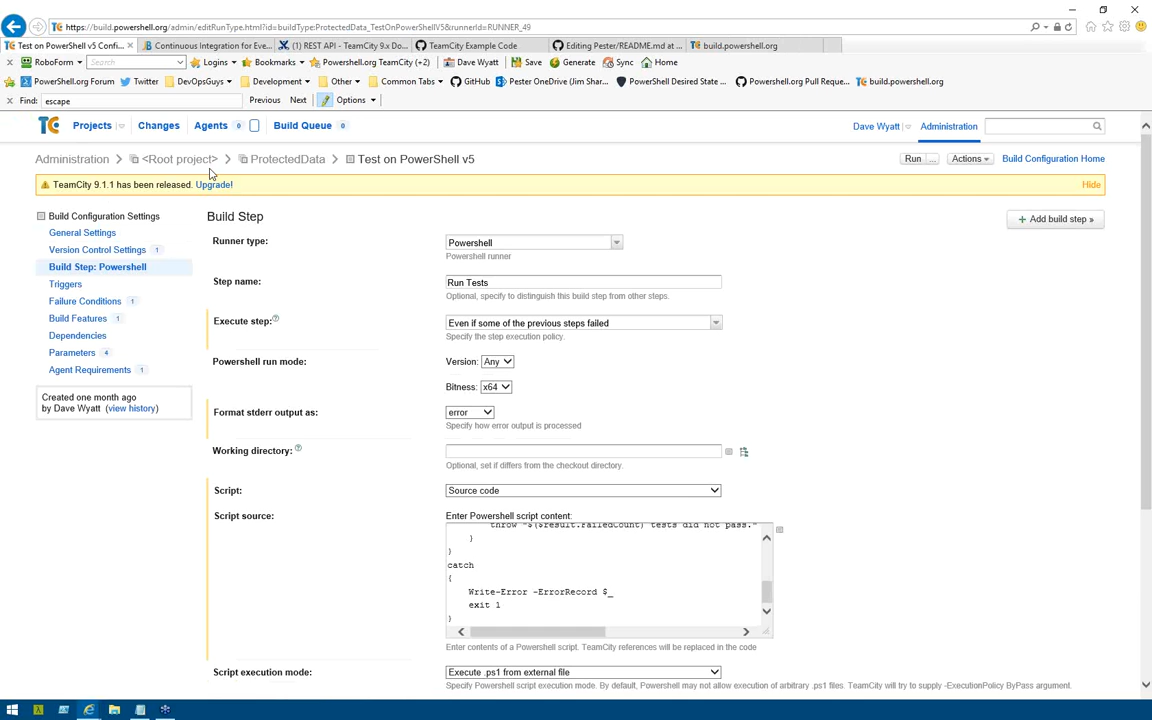 https://build.powershell.org/admin/editRunType.html?id=buildType:ProtectedData_TestOnPowerShellV5&runnerId=RUNNER_49
Test on PowerShell v5 Confi... Continuous Integration for Eve... (1) REST API - TeamCity 9.x Do... TeamCity Example Code Editing Pester/README.md at ... build.powershell.org
RoboForm Search Logins Bookmarks Powershell.org TeamCity (+2) Dave Wyatt Save Generate Sync Home
PowerShell.org Forum Twitter DevOpsGuys Development Other Common Tabs GitHub Pester OneDrive (Jim Shar... PowerShell Desired State ... PowerShell.org Pull Reque... build.powershell.org
Find: escape Previous Next Options
TC Projects Changes Agents 0 Build Queue 0 Dave Wyatt Administration
Administration <Root project> ProtectedData Test on PowerShell v5 Run ... Actions Build Configuration Home
TeamCity 9.1.1 has been released. Upgrade! Hide
Build Configuration Settings
General Settings
Version Control Settings 1
Build Step: Powershell
Triggers
Failure Conditions 1
Build Features 1
Dependencies
Parameters 4
Agent Requirements 1
Created one month ago
by Dave Wyatt (view history)
Build Step
+ Add build step »
Runner type: Powershell
Powershell runner
Step name: Run Tests
Optional, specify to distinguish this build step from other steps.
Execute step: Even if some of the previous steps failed
Specify the step execution policy.
Powershell run mode: Version: Any
Bitness: x64
Format stderr output as: error
Specify how error output is processed
Working directory:
Optional, set if differs from the checkout directory.
Script: Source code
Script source: Enter Powershell script content:
throw "$($result.FailedCount) tests did not pass."
}
}
catch
{
Write-Error -ErrorRecord $_
exit 1
}
Enter contents of a Powershell script. TeamCity references will be replaced in the code
Script execution mode: Execute .ps1 from external file
Specify Powershell script execution mode. By default, Powershell may not allow execution of arbitrary .ps1 files. TeamCity will try to supply -ExecutionPolicy ByPass argument.